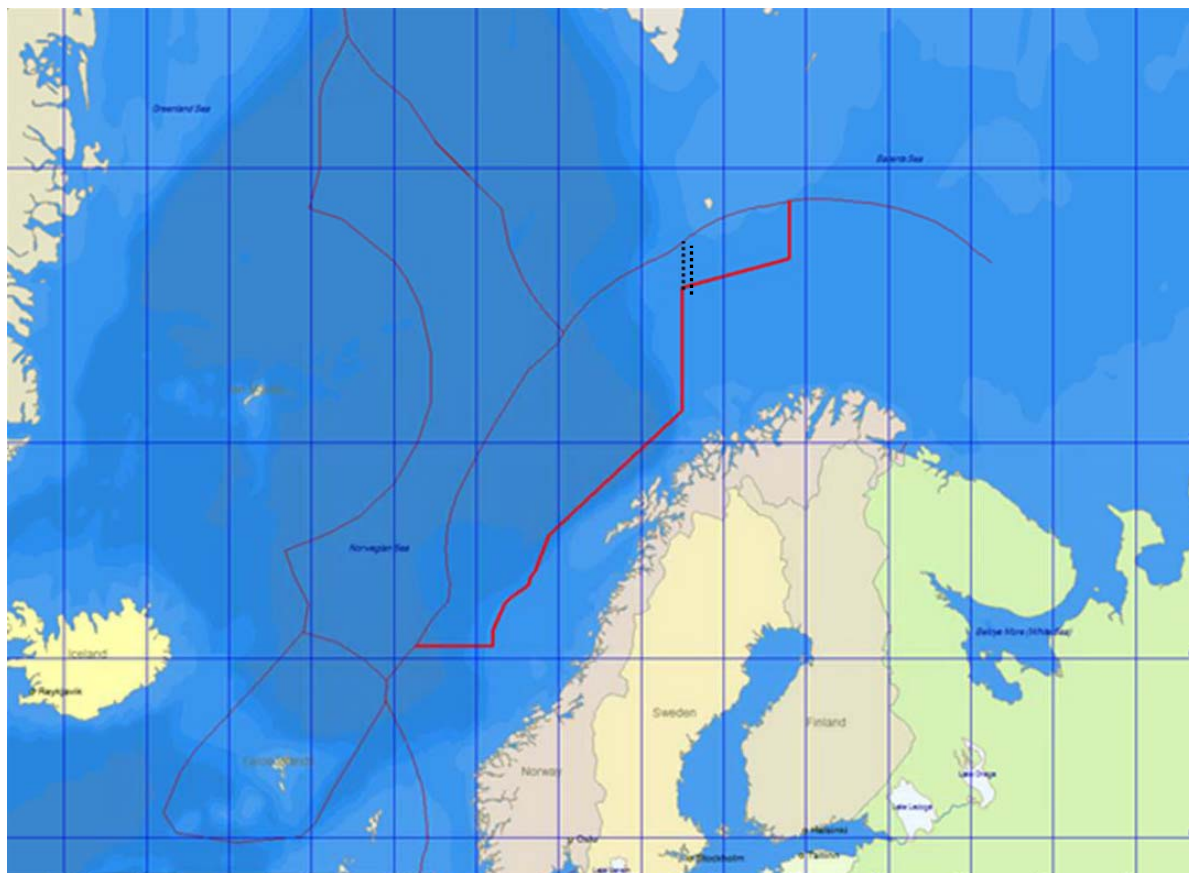 Greenland Sea
Barents Sea
Norwegian Sea
Iceland
Reykjavik
Beloye More (White Sea)
Sweden
Finland
Norway
Lake Onega
Lake Ladoga
Helsinki
Oslo
Stockholm
Tallinn